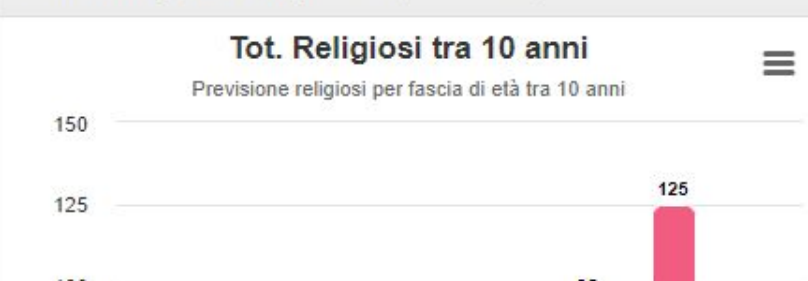 Tot. Religiosi tra 10 anni
Previsione religiosi per fascia di età tra 10 anni
150
125
125